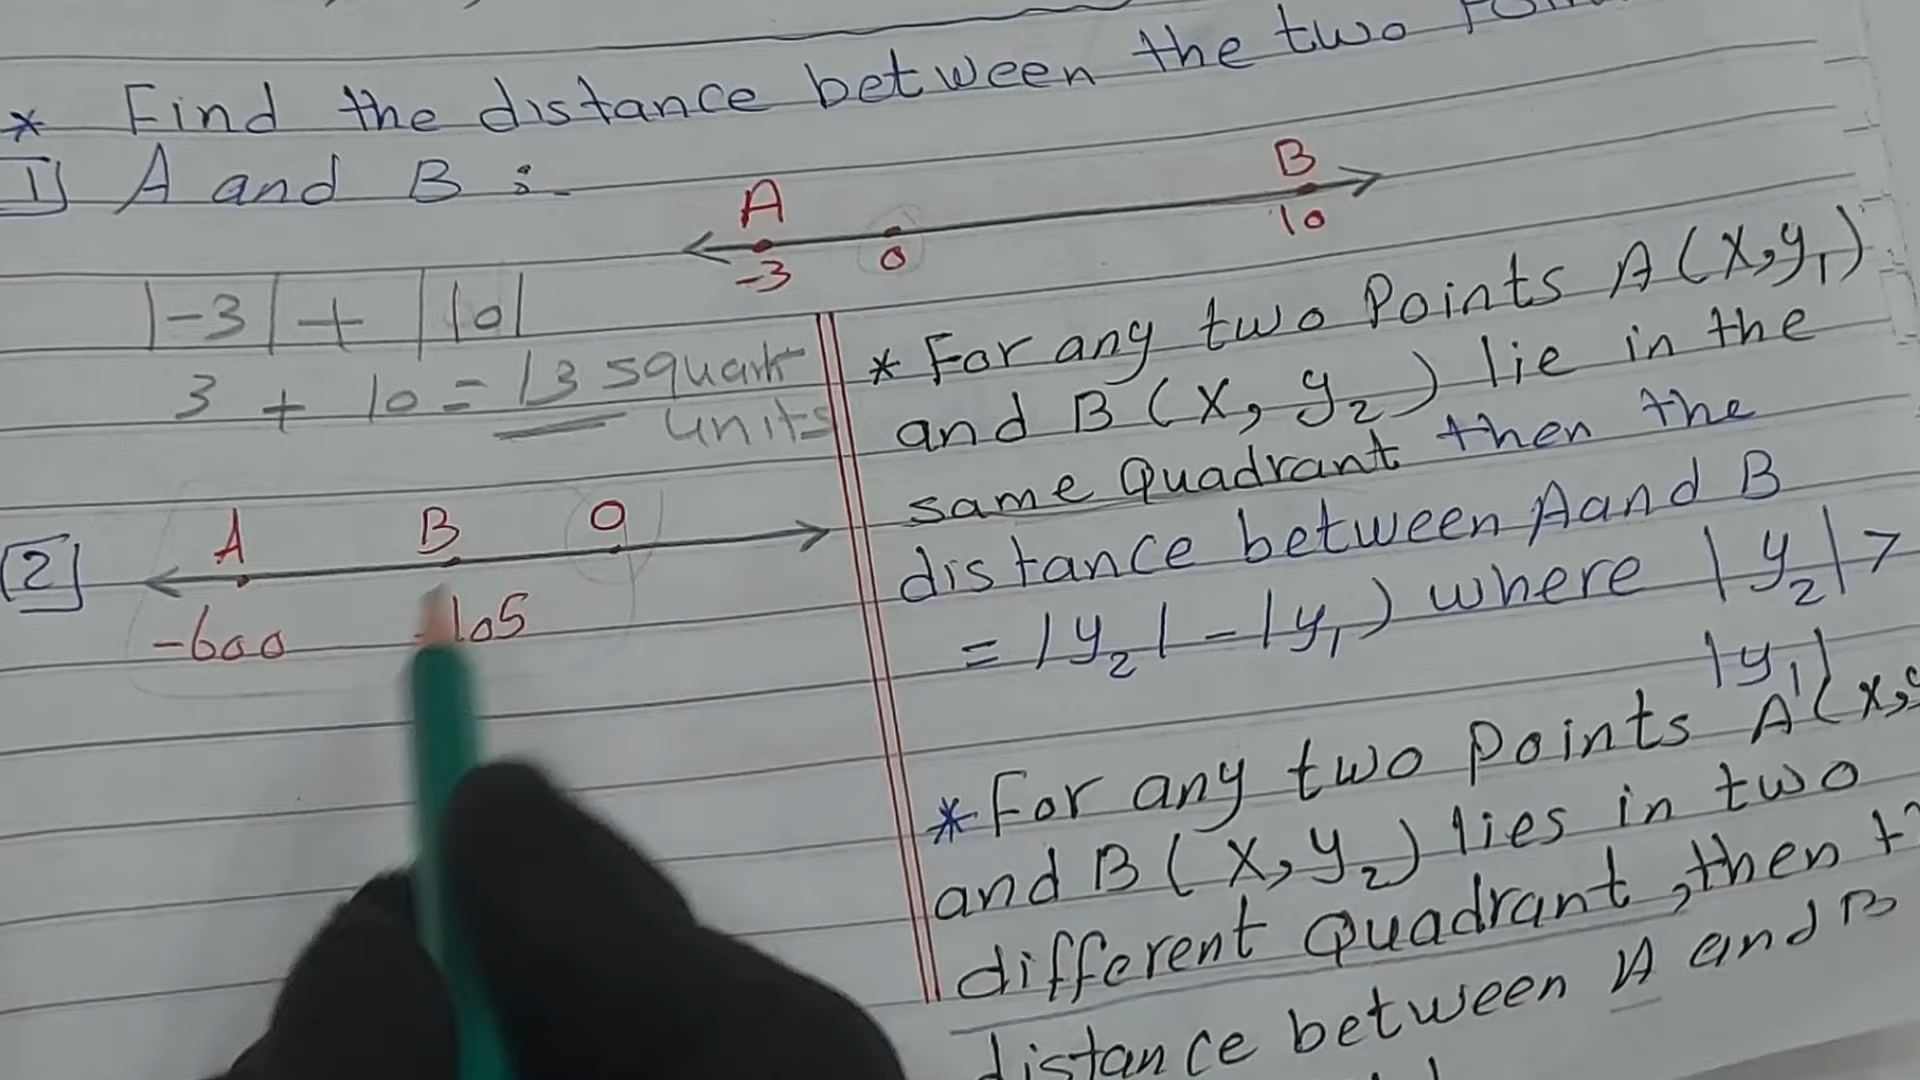 * Find the distance between the two
1 A and B :-
A B
-3 0 10
|-3| + |10|
3 + 10 = 13 squark
units
2 A B 0
-600 -105
* For any two Points A(X,y1)
and B (X, y2) lie in the
same Quadrant then the
distance between A and B
= |y2| - |y1) where |y2| >
|y1|
* For any two points A(x,
and B (X, y2) lies in two
different Quadrant, then
distance between A and B